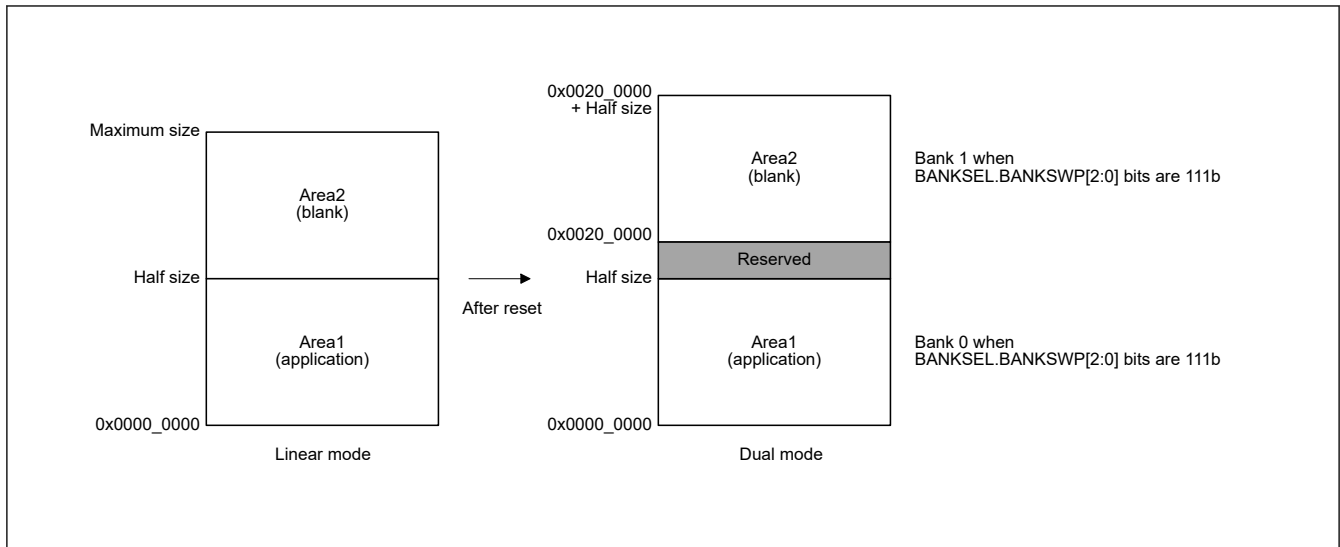 Maximum size
Area2
(blank)
Half size
Area1
(application)
0x0000_0000
Linear mode
After reset
0x0020_0000
+ Half size
Area2
(blank)
0x0020_0000
Reserved
Half size
Area1
(application)
0x0000_0000
Dual mode
Bank 1 when
BANKSEL.BANKSWP[2:0] bits are 111b
Bank 0 when
BANKSEL.BANKSWP[2:0] bits are 111b